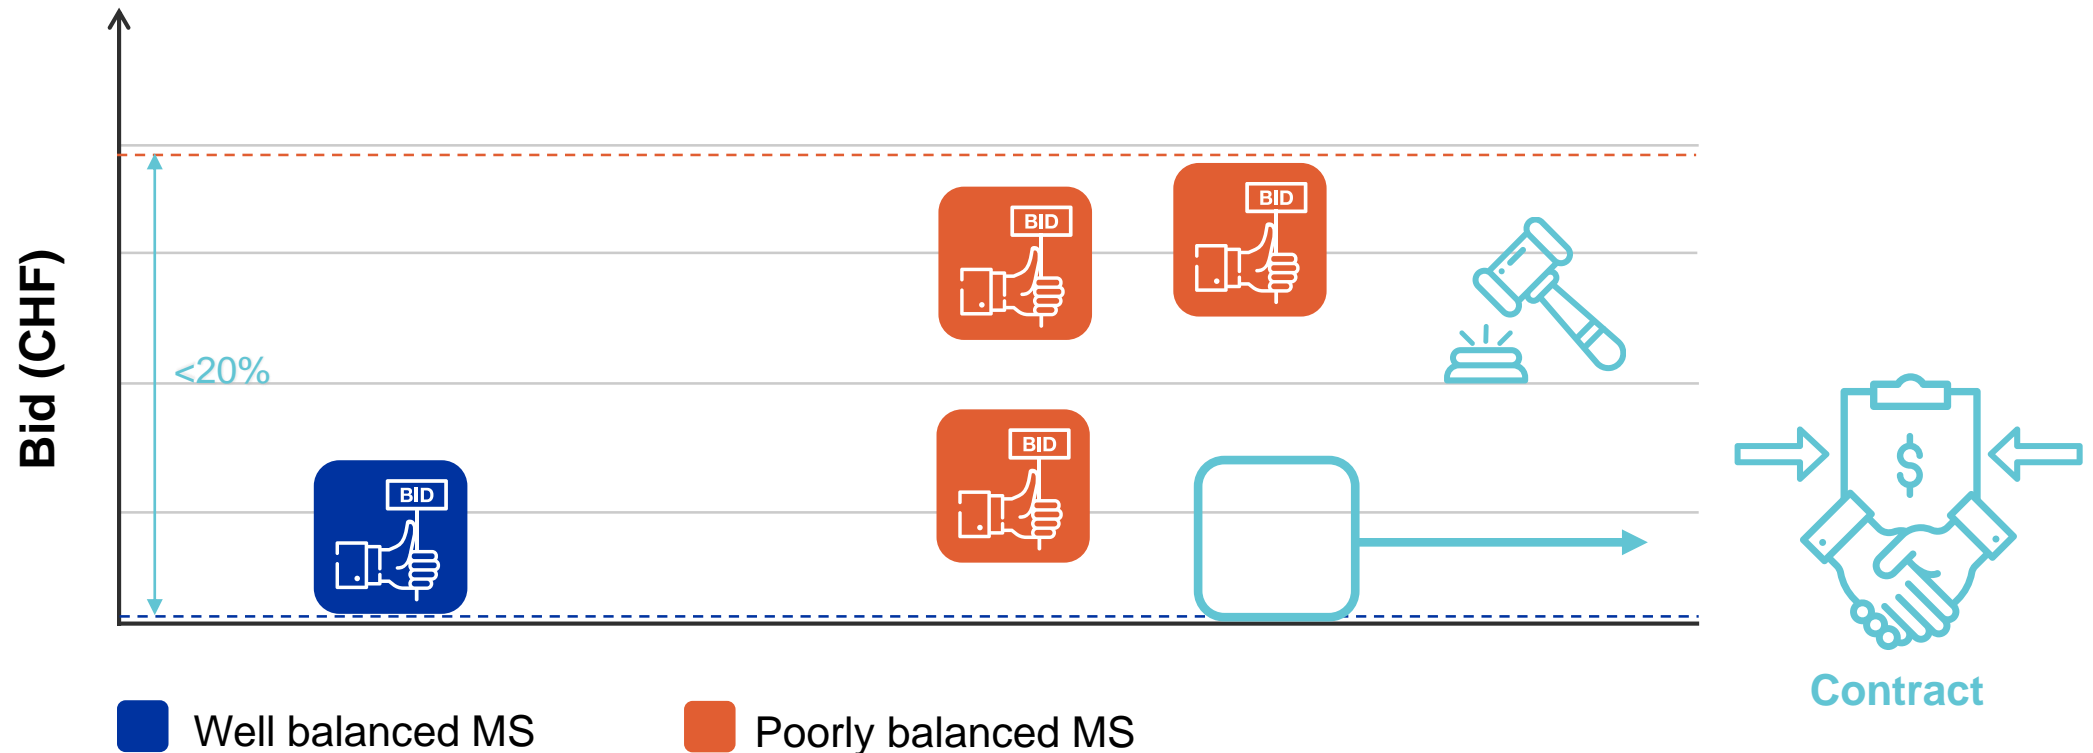 BID
BID
Bid (CHF)
<20%
BID
BID
$
Contract
Well balanced MS
Poorly balanced MS